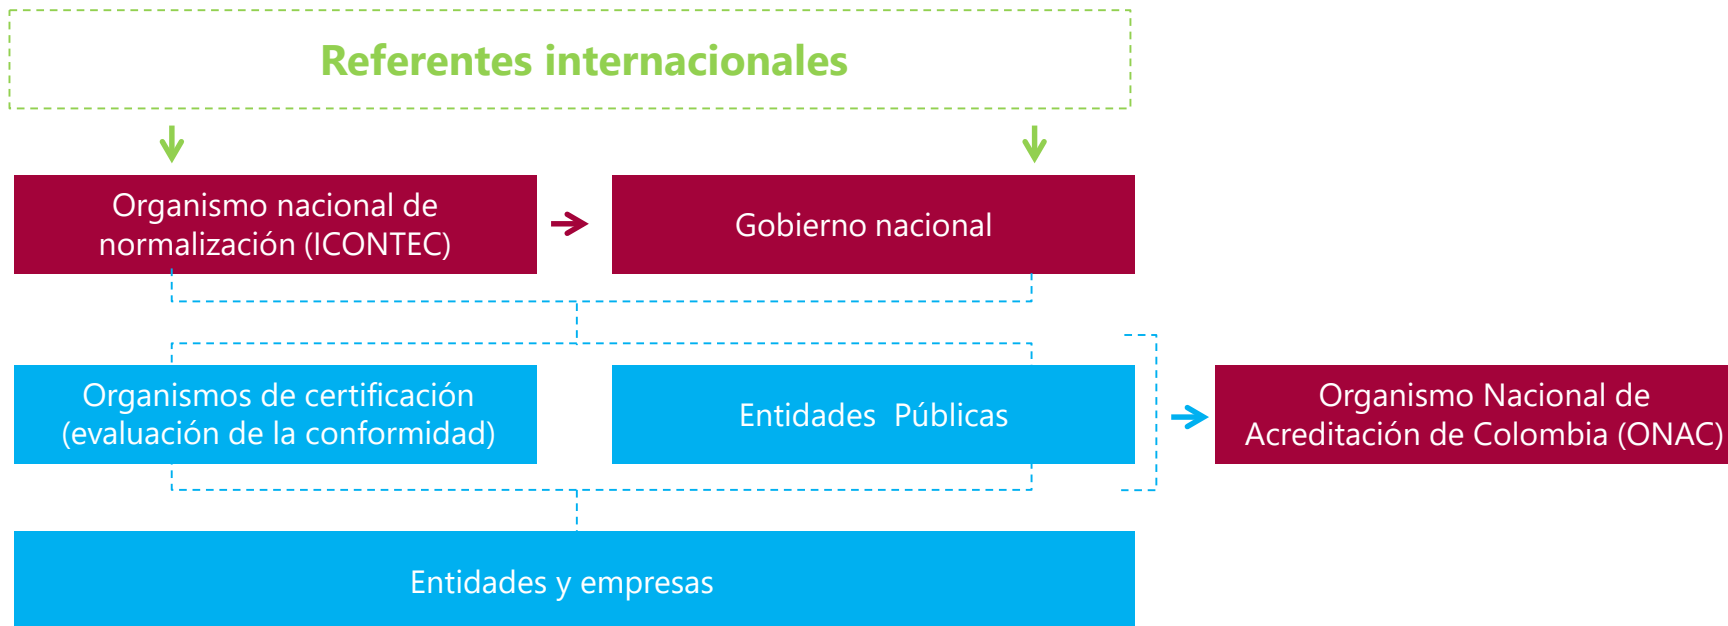 Referentes internacionales
Organismo nacional de
normalización (ICONTEC)
Gobierno nacional
Organismos de certificación
(evaluación de la conformidad)
Entidades  Públicas
Organismo Nacional de
Acreditación de Colombia (ONAC)
Entidades y empresas